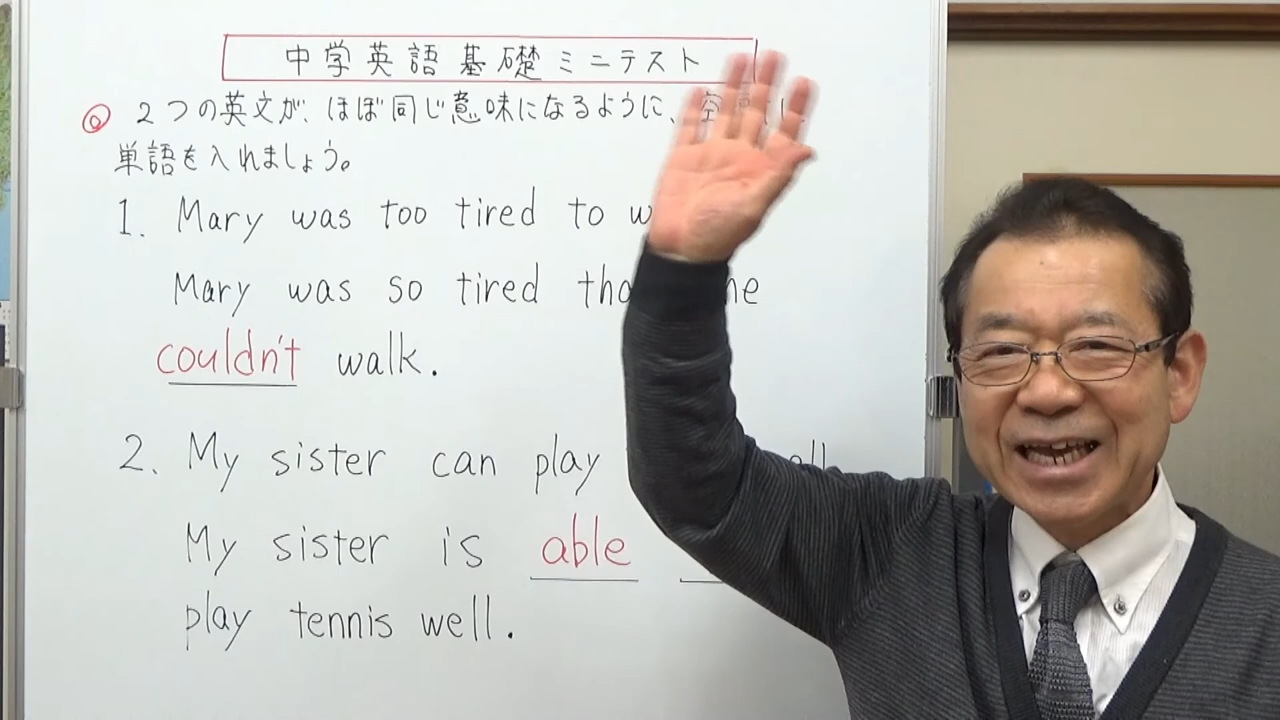 中学英語基礎ミニテスト
◎ 2つの英文が、ほぼ同じ意味になるように、
単語を入れましょう。
1. Mary was too tired to
Mary was so tired
couldn't walk.
2. My sister can play
My sister is able
play tennis well.